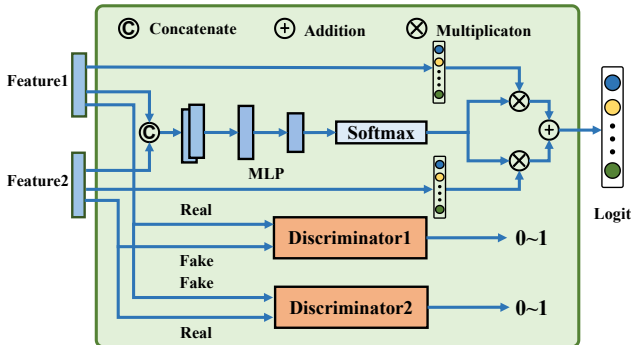 C Concatenate + Addition × Multiplicaton
Feature1
C
Softmax
×
+
×
MLP
Feature2
Logit
Real
Discriminator1
0~1
Fake
Fake
Discriminator2
0~1
Real